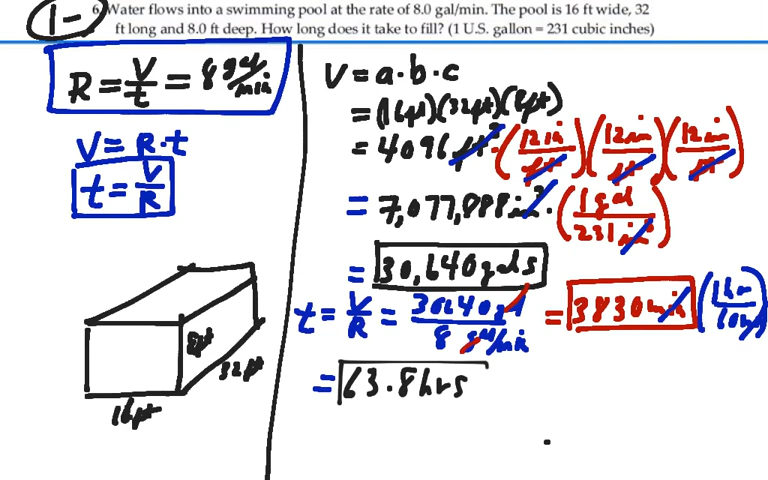 1-
6. Water flows into a swimming pool at the rate of 8.0 gal/min. The pool is 16 ft wide, 32
ft long and 8.0 ft deep. How long does it take to fill? (1 U.S. gallon = 231 cubic inches)
R = V/t = 8 gal/min
V = R·t
t = V/R
8ft
32ft
16ft
V = a·b·c
= (16ft)(32ft)(8ft)
= 4096 ft³ · (12in/ft)(12in/ft)(12in/ft)
= 7,077,888 in³ · (1gal/231in³)
= 30,640 gals
t = V/R = 30640 gal/8 gal/min = 3830 min (1hr/60min)
= 63.8 hrs